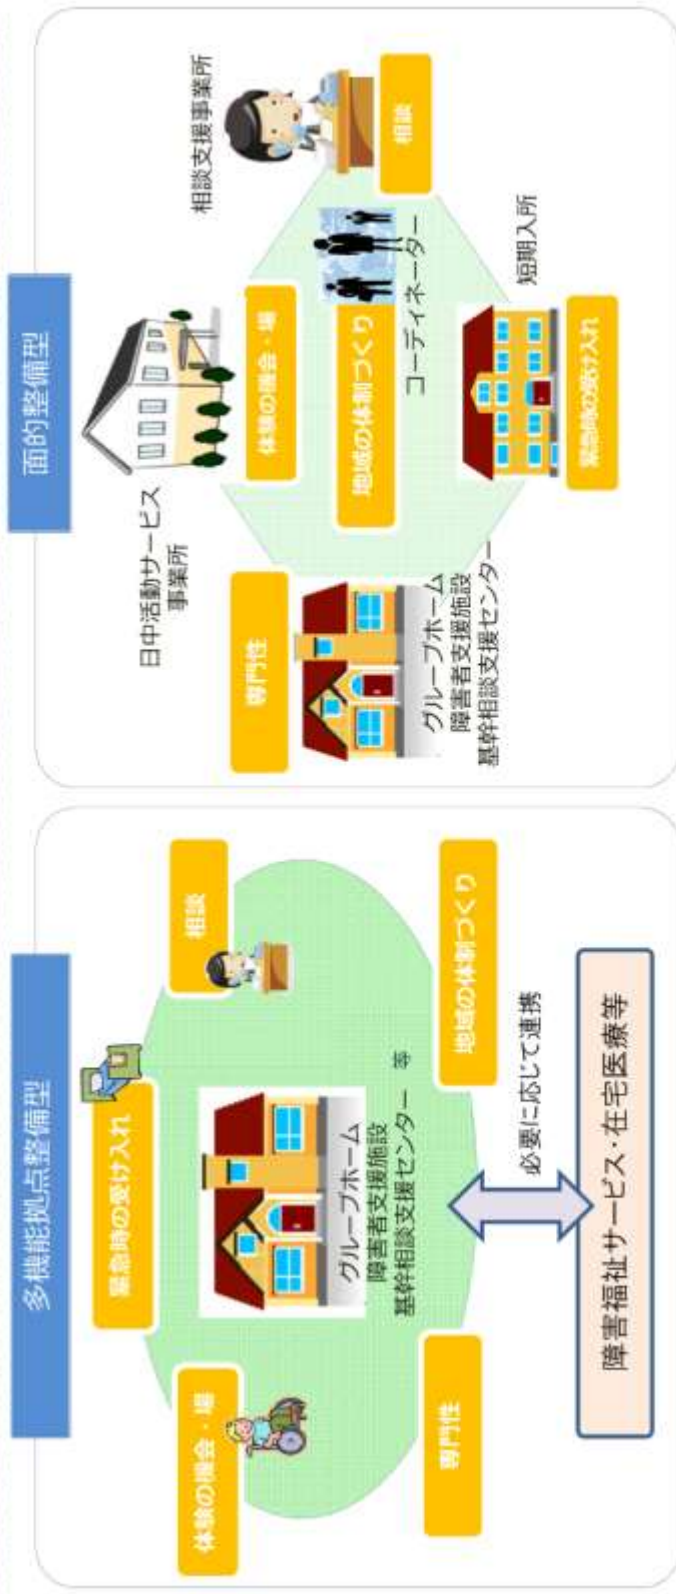 多機能拠点整備型
緊急時の受け入れ
相談
体験の機会・場
グループホーム
障害者支援施設
基幹相談支援センター 等
専門性
地域の体制づくり
必要に応じて連携
障害福祉サービス・在宅医療等
面的整備型
日中活動サービス
事業所
相談支援事業所
専門性
体験の機会・場
相談
地域の体制づくり
コーディネーター
グループホーム
障害者支援施設
基幹相談支援センター
短期入所
緊急時の受け入れ